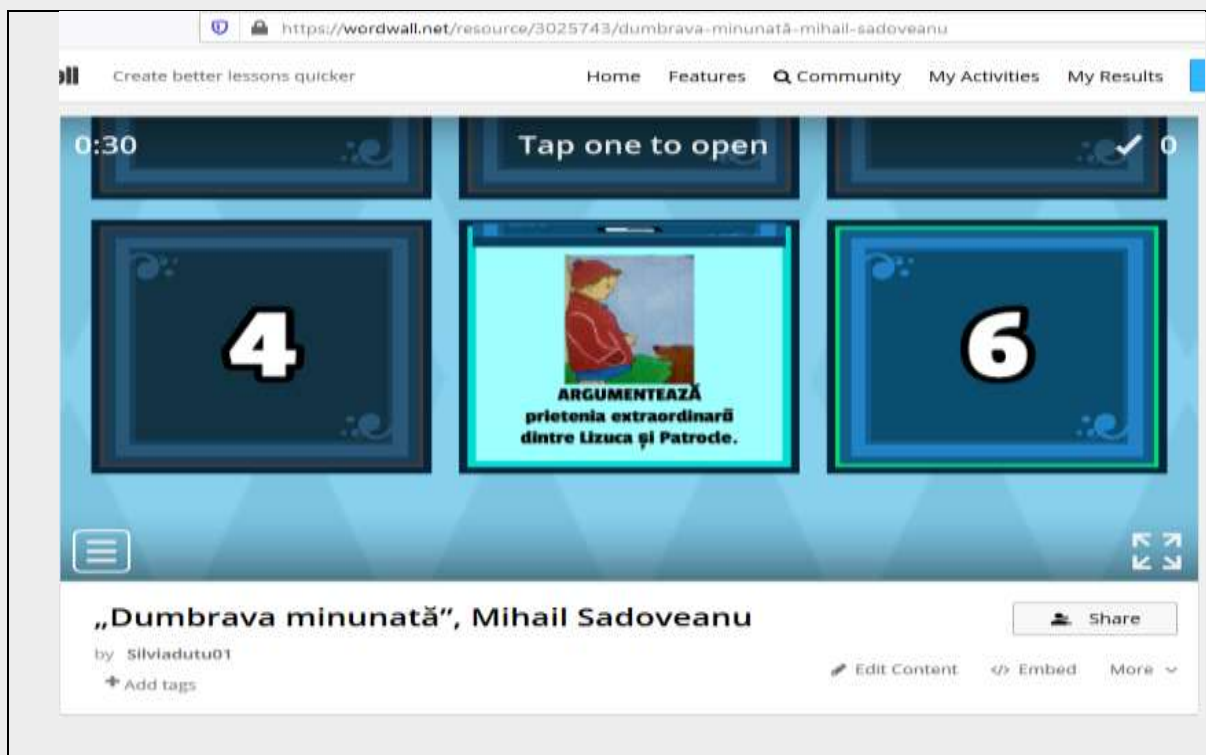 https://wordwall.net/resource/3025743/dumbrava-minunată-mihail-sadoveanu
all Create better lessons quicker Home Features Community My Activities My Results
0:30 Tap one to open 0
4
6
ARGUMENTEAZĂ
prietenia extraordinară
dintre Lizuca și Patrocle.
„Dumbrava minunată”, Mihail Sadoveanu
Share
by Silviadutu01
Edit Content </> Embed More
+ Add tags